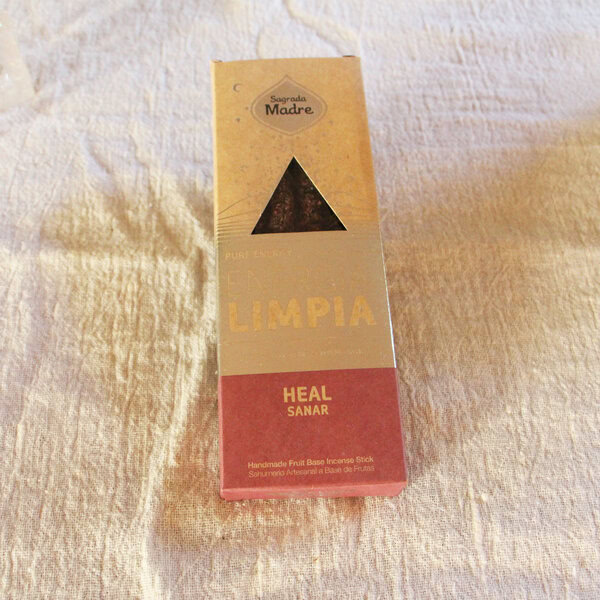 Sagrada
Madre
PURE ENERGY
LIMPIA
HEAL
SANAR
Handmade Fruit Base Incense Stick
Sahumerio Artesanal a Base de Frutas